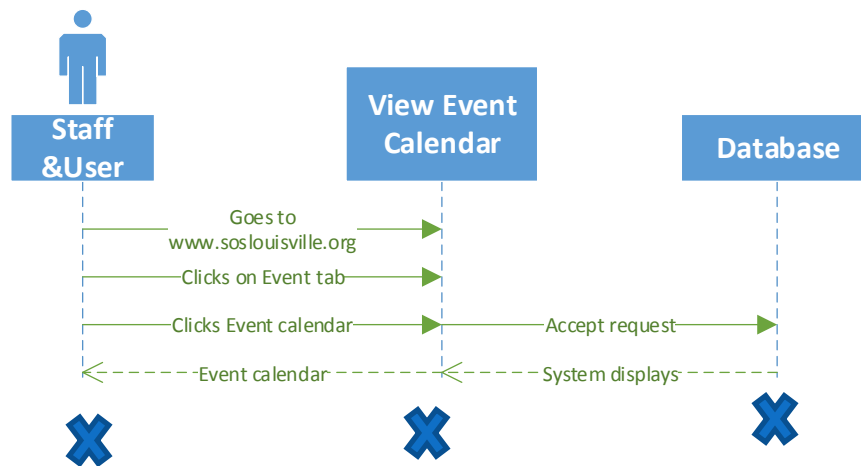 Staff
&User
View Event
Calendar
Database
Goes to
www.soslouisville.org
Clicks on Event tab
Clicks Event calendar
Accept request
Event calendar
System displays